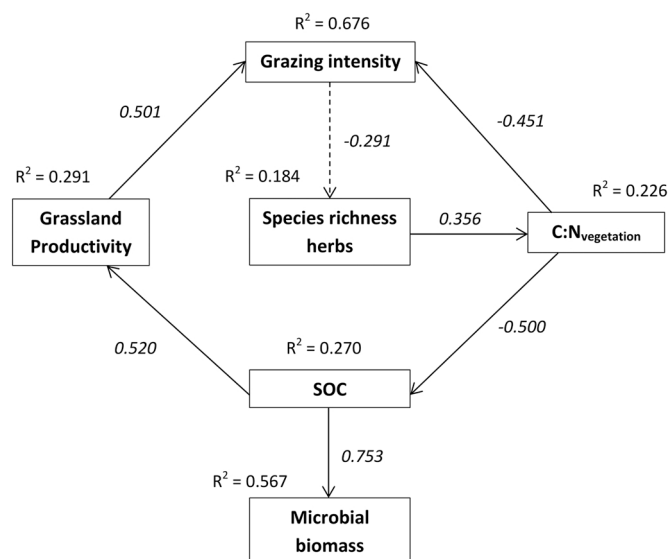 R² = 0.676
Grazing intensity
0.501
-0.451
-0.291
R² = 0.291
R² = 0.184
R² = 0.226
Grassland
Productivity
Species richness
herbs
0.356
C:Nvegetation
0.520
-0.500
R² = 0.270
SOC
0.753
R² = 0.567
Microbial
biomass